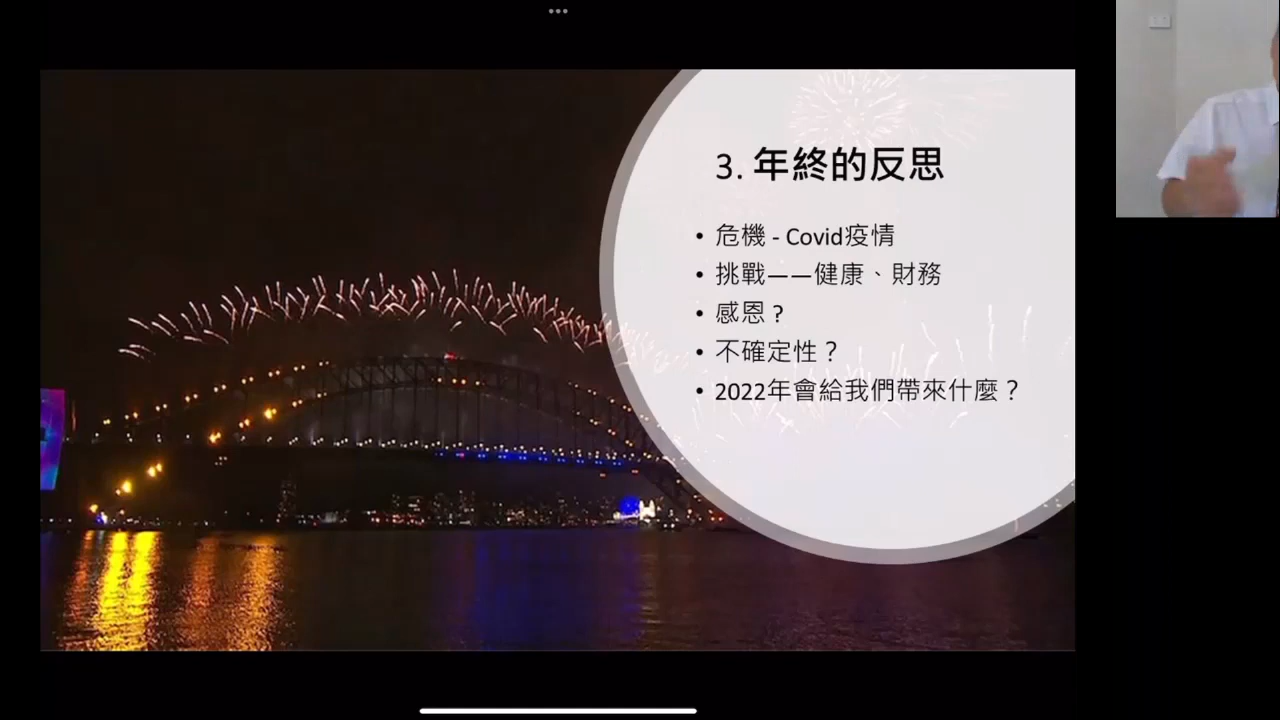 3. 年終的反思
• 危機 - Covid疫情
• 挑戰——健康、財務
• 感恩？
• 不確定性？
• 2022年會給我們帶來什麼？